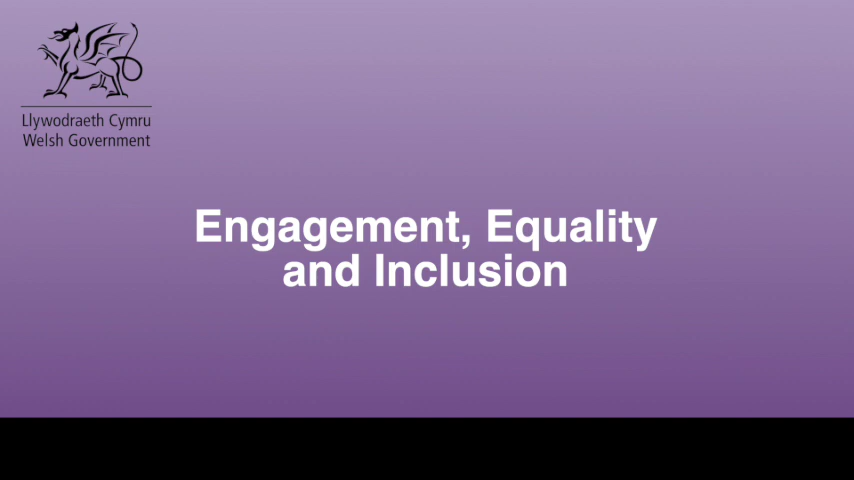 Llywodraeth Cymru
Welsh Government
Engagement, Equality
and Inclusion